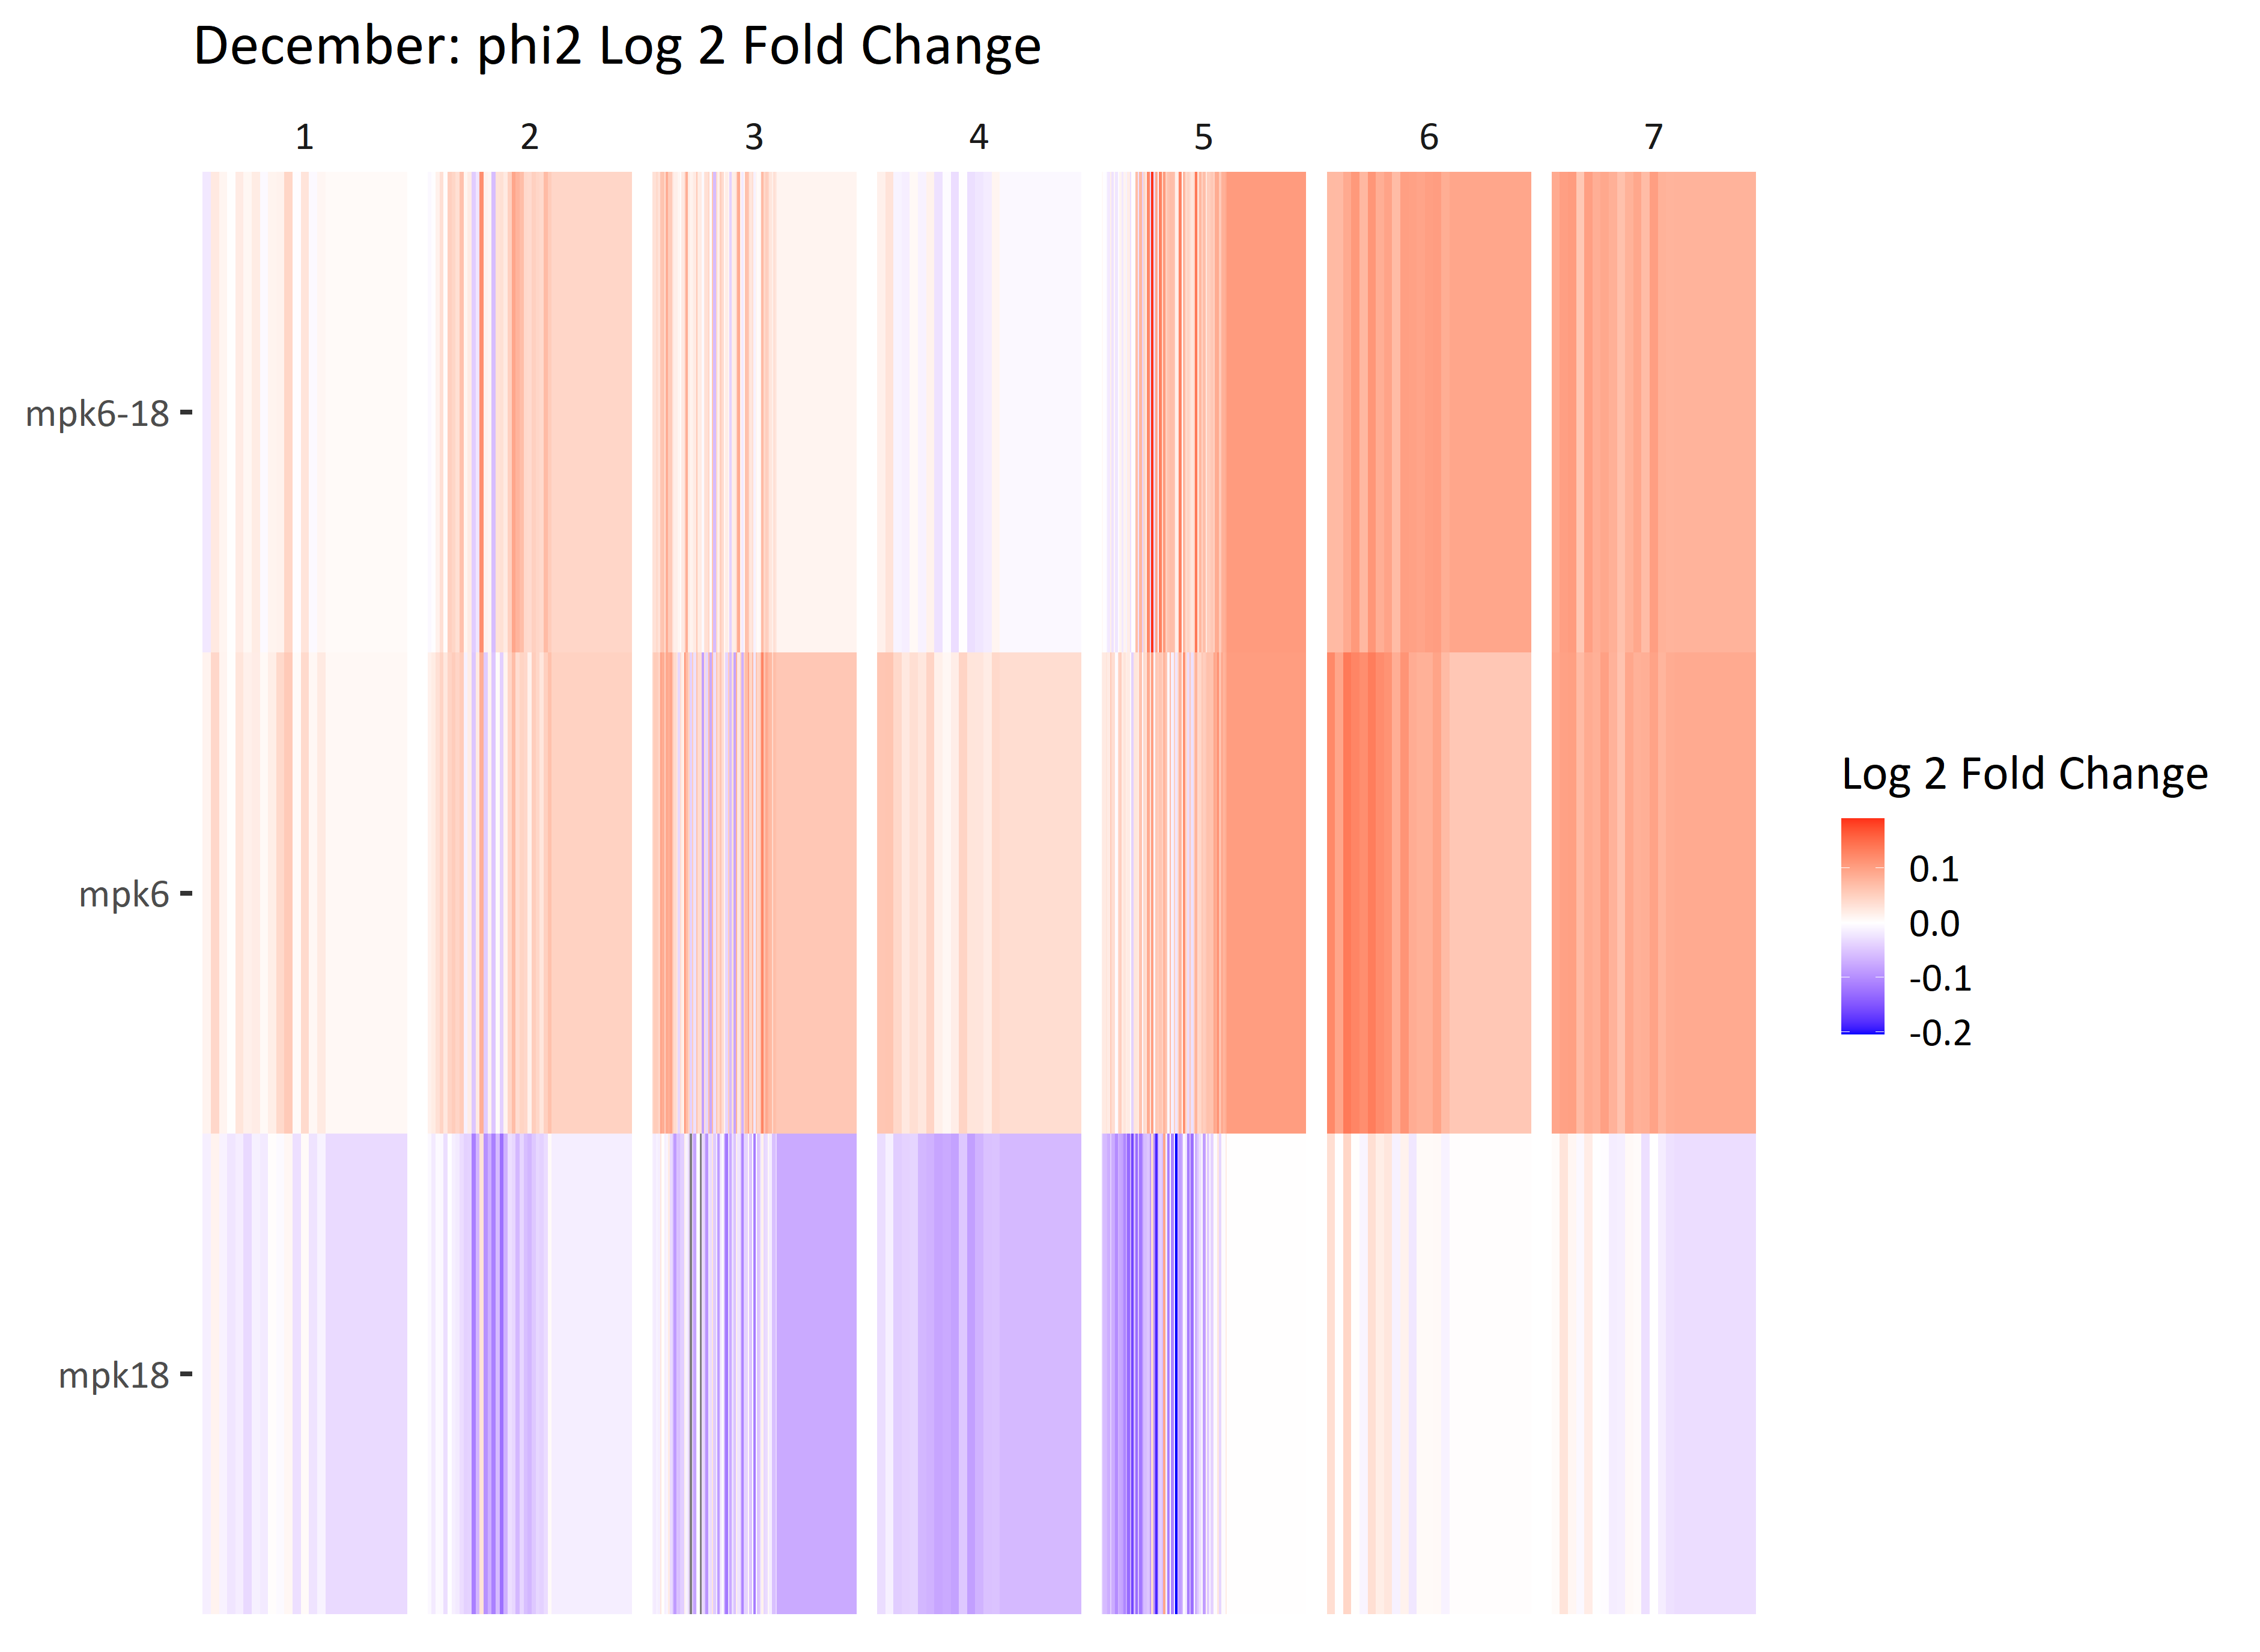 December: phi2 Log 2 Fold Change
1 2 3 4 5 6 7
mpk6-18
mpk6
mpk18
Log 2 Fold Change
0.1
0.0
-0.1
-0.2